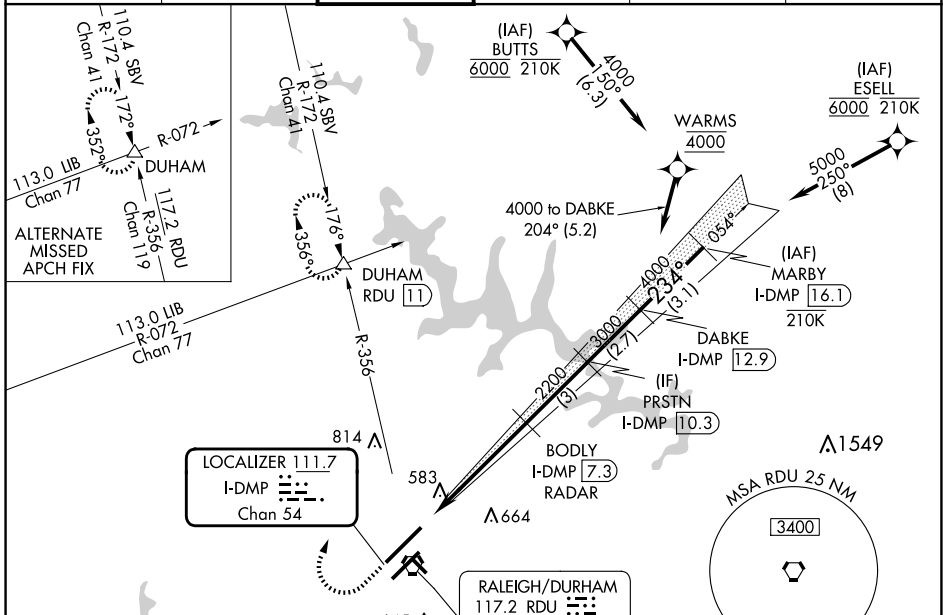 110.4 SBV
R-172
Chan 41
172°
352°
R-072
DUHAM
113.0 LIB
Chan 77
117.2 RDU
R-356
Chan 119
ALTERNATE
MISSED
APCH FIX
110.4 SBV
R-172
Chan 41
176°
356°
DUHAM
RDU 11
113.0 LIB
R-072
Chan 77
R-356
(IAF)
BUTTS
6000 210K
4000
150°
(6.3)
(IAF)
ESELL
6000 210K
5000
250°
(8)
WARMS
4000
4000 to DABKE
204° (5.2)
054°
(IAF)
MARBY
I-DMP 16.1
210K
4000
234°
(3.1)
DABKE
I-DMP 12.9
3000
(2.7)
(IF)
PRSTN
I-DMP 10.3
2200
(3)
BODLY
I-DMP 7.3
RADAR
814
583
664
1549
LOCALIZER 111.7
I-DMP
Chan 54
MSA RDU 25 NM
3400
RALEIGH/DURHAM
117.2 RDU